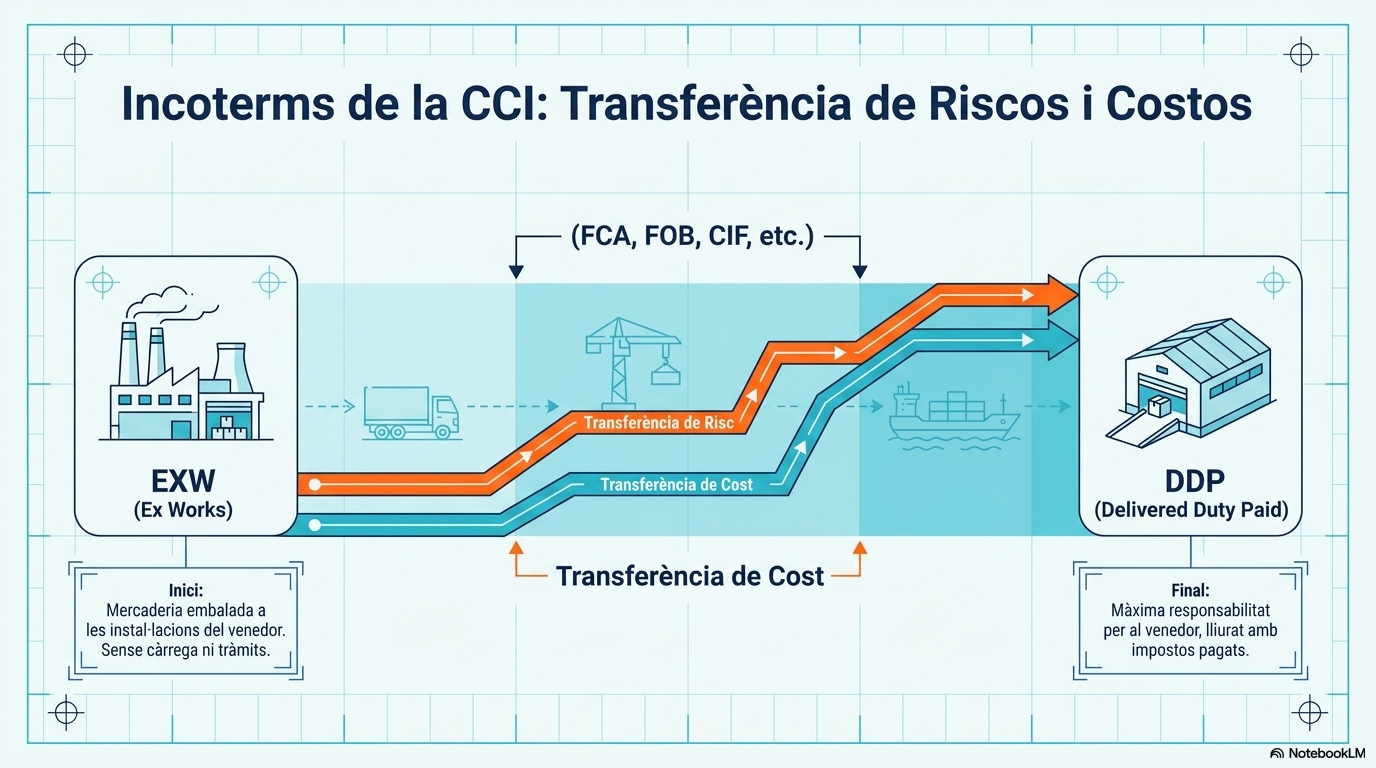 Incoterms de la CCI: Transferència de Riscos i Costos
(FCA, FOB, CIF, etc.)
Transferència de Risc
Transferència de Cost
EXW
(Ex Works)
DDP
(Delivered Duty Paid)
Transferència de Cost
Inici:
Mercaderia embalada a
les instal·lacions del venedor.
Sense càrrega ni tràmits.
Final:
Màxima responsabilitat
per al venedor, lliurat amb
impostos pagats.
NotebookLM